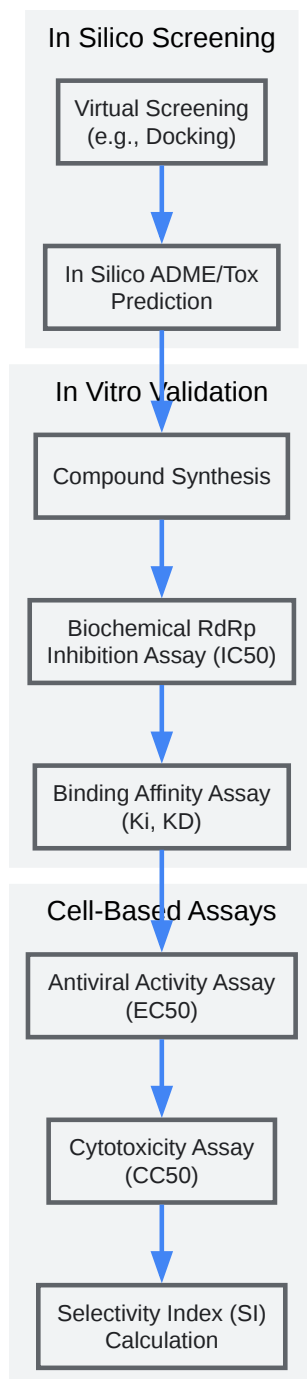 In Silico Screening
Virtual Screening
(e.g., Docking)
In Silico ADME/Tox
Prediction
In Vitro Validation
Compound Synthesis
Biochemical RdRp
Inhibition Assay (IC50)
Binding Affinity Assay
(Ki, KD)
Cell-Based Assays
Antiviral Activity Assay
(EC50)
Cytotoxicity Assay
(CC50)
Selectivity Index (SI)
Calculation